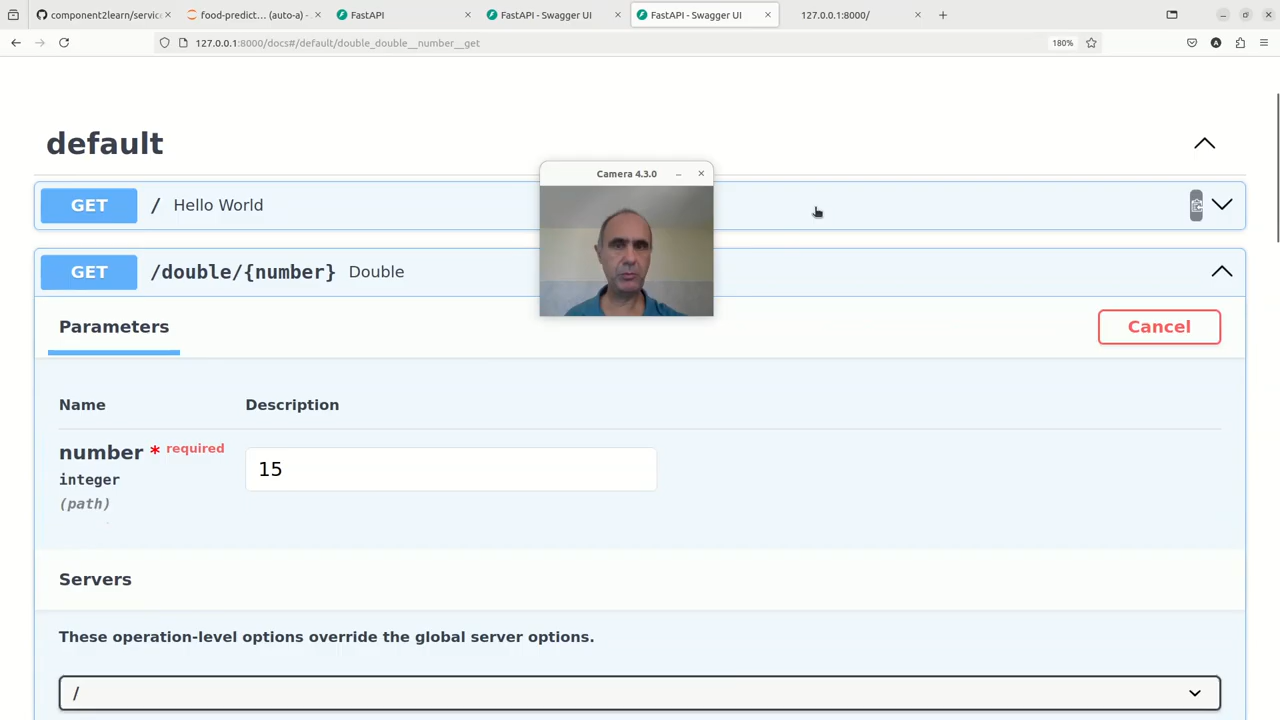 component2learn/servic
food-predict… (auto-a) -
FastAPI
FastAPI - Swagger UI
FastAPI - Swagger UI
127.0.0.1:8000/
127.0.0.1:8000/docs#/default/double_double__number__get
180%
default
Camera 4.3.0
GET / Hello World
GET /double/{number} Double
Parameters
Cancel
Name Description
number * required
15
integer
(path)
Servers
These operation-level options override the global server options.
/